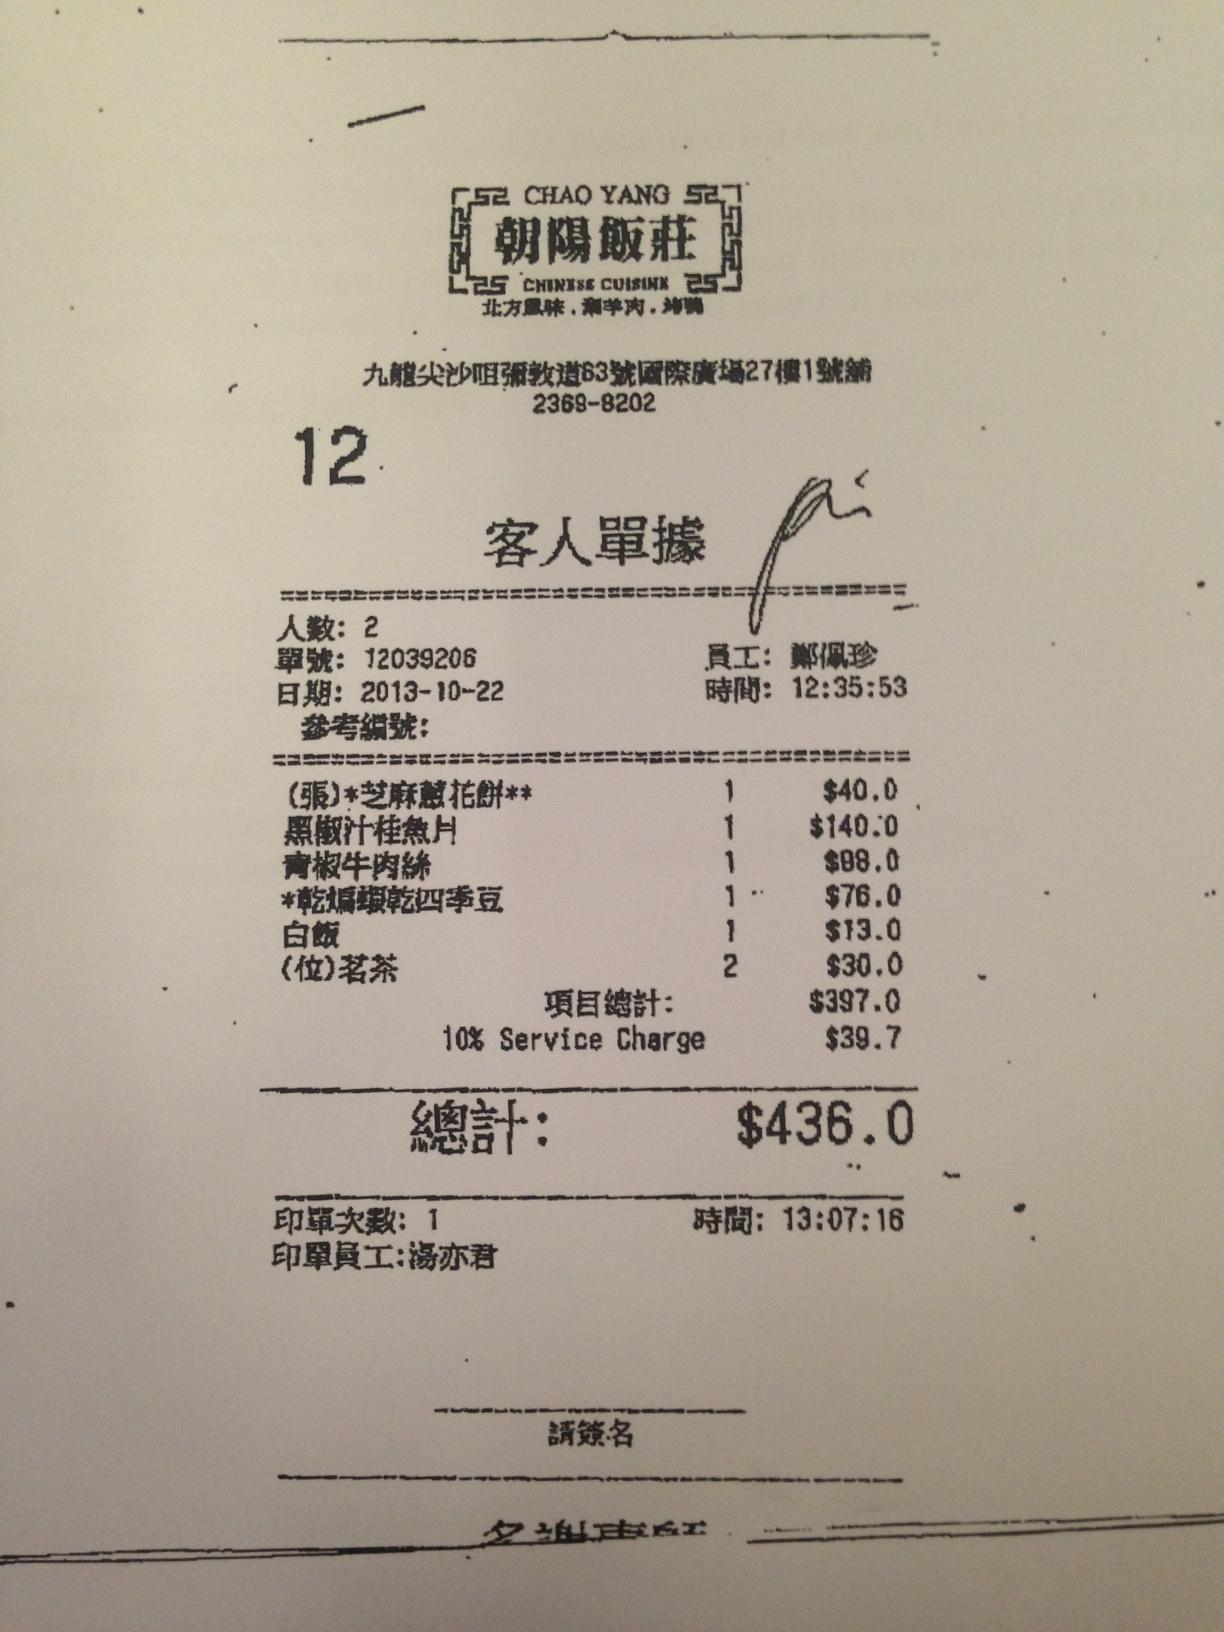 CHAO YANG
朝陽飯莊
CHINESE CUISINE
北方風味．涮羊肉．烤鴨
九龍尖沙咀彌敦道63號國際廣場27樓1號舖
2369-8202
12
客人單據
人數: 2
單號: 12039206 員工: 鄭佩珍
日期: 2013-10-22 時間: 12:35:53
參考編號:
(張)*芝麻蔥花餅** 1 $40.0
黑椒汁桂魚片 1 $140.0
青椒牛肉絲 1 $98.0
*乾煸蝦乾四季豆 1 $76.0
白飯 1 $13.0
(位)茗茶 2 $30.0
項目總計: $397.0
10% Service Charge $39.7
總計: $436.0
印單次數: 1 時間: 13:07:16
印單員工:湯亦君
請簽名
多謝惠顧